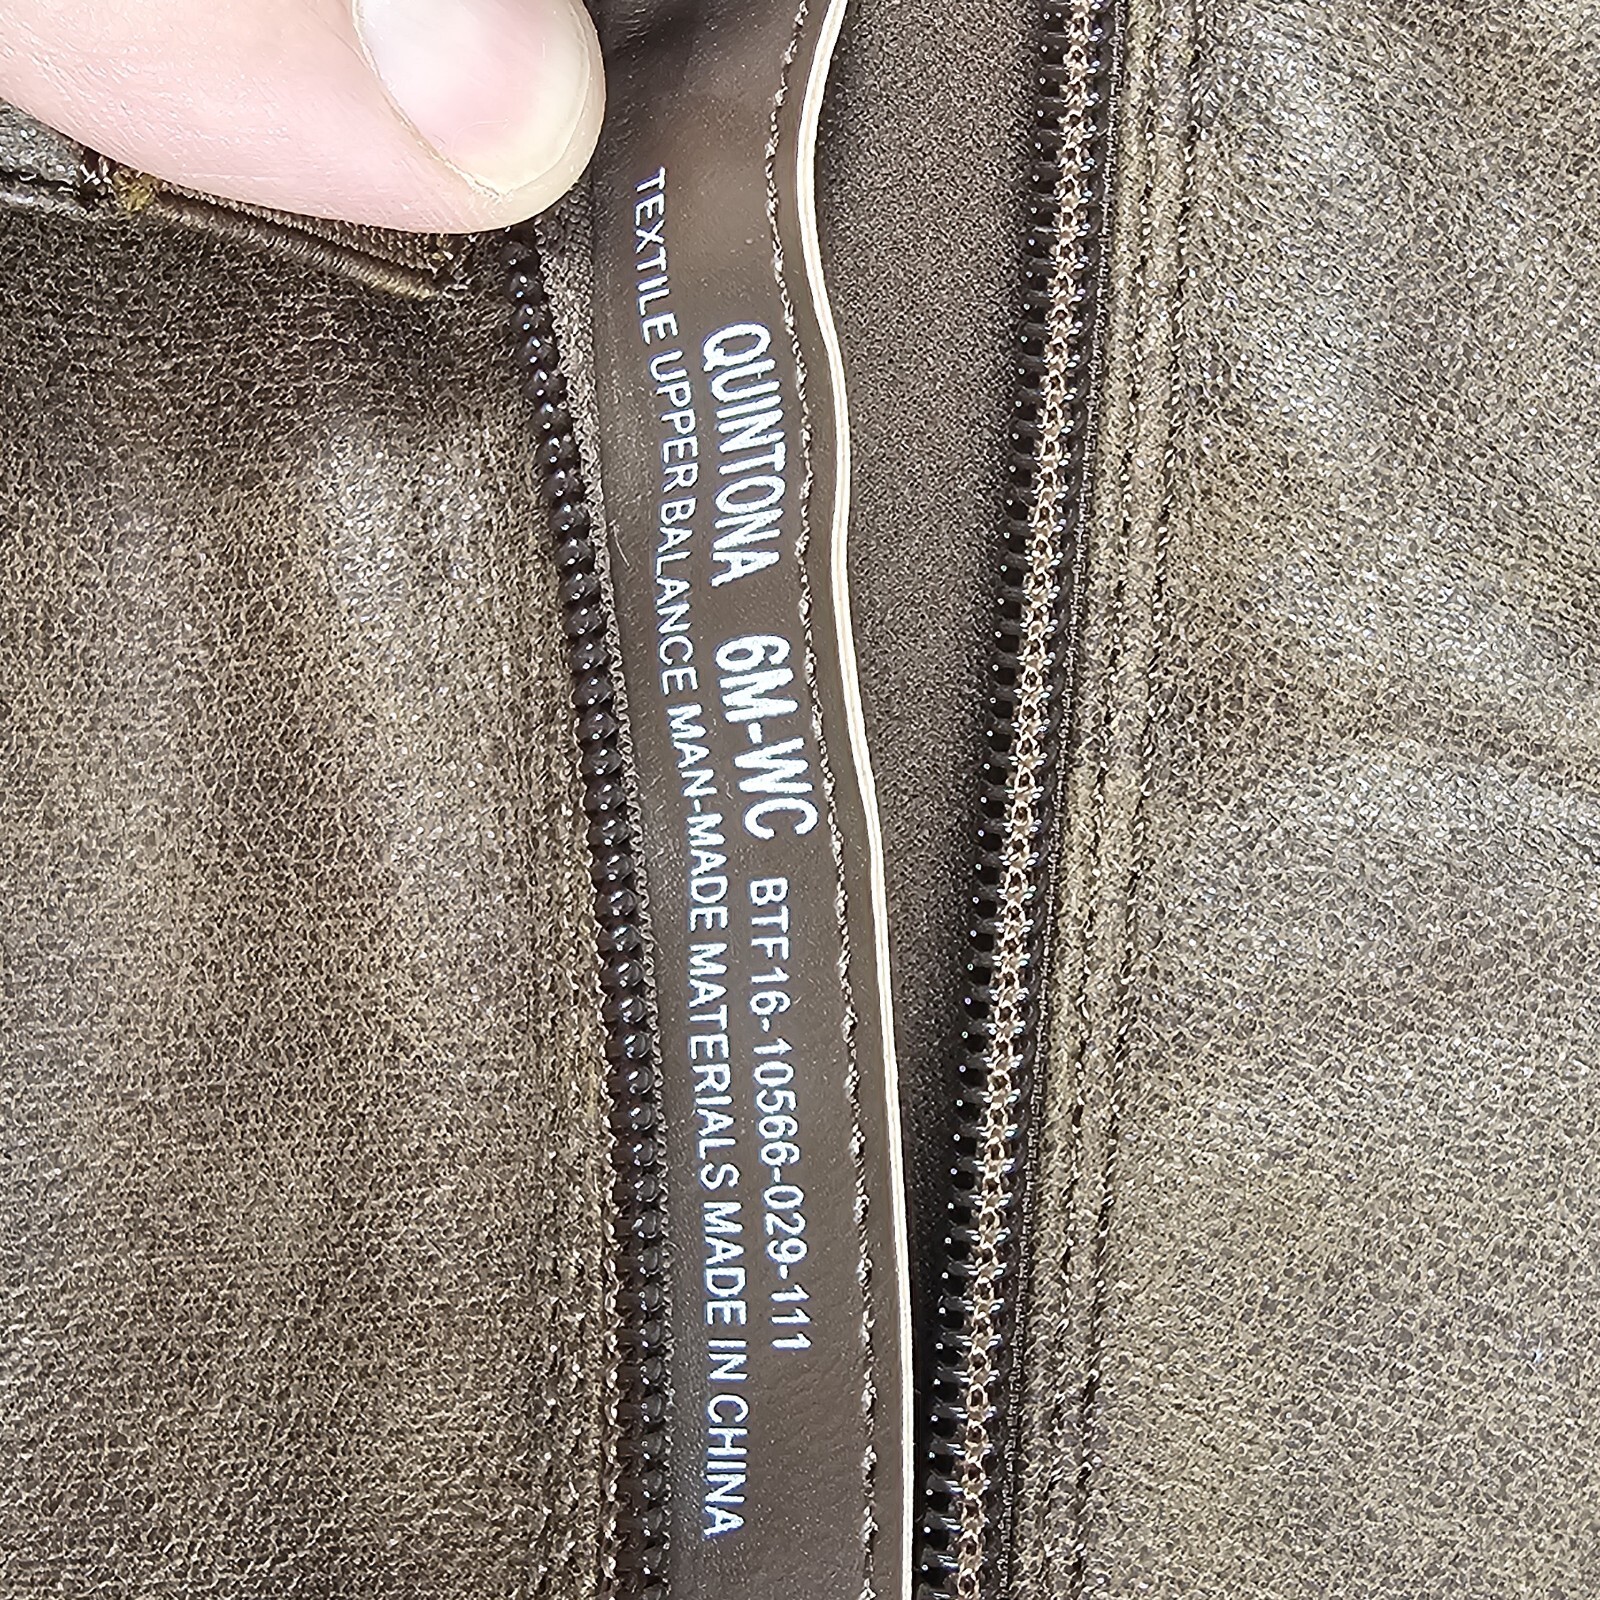 QUINTONA 6M-WC BTF16-10566-029-111
TEXTILE UPPER BALANCE MAN-MADE MATERIALS MADE IN CHINA